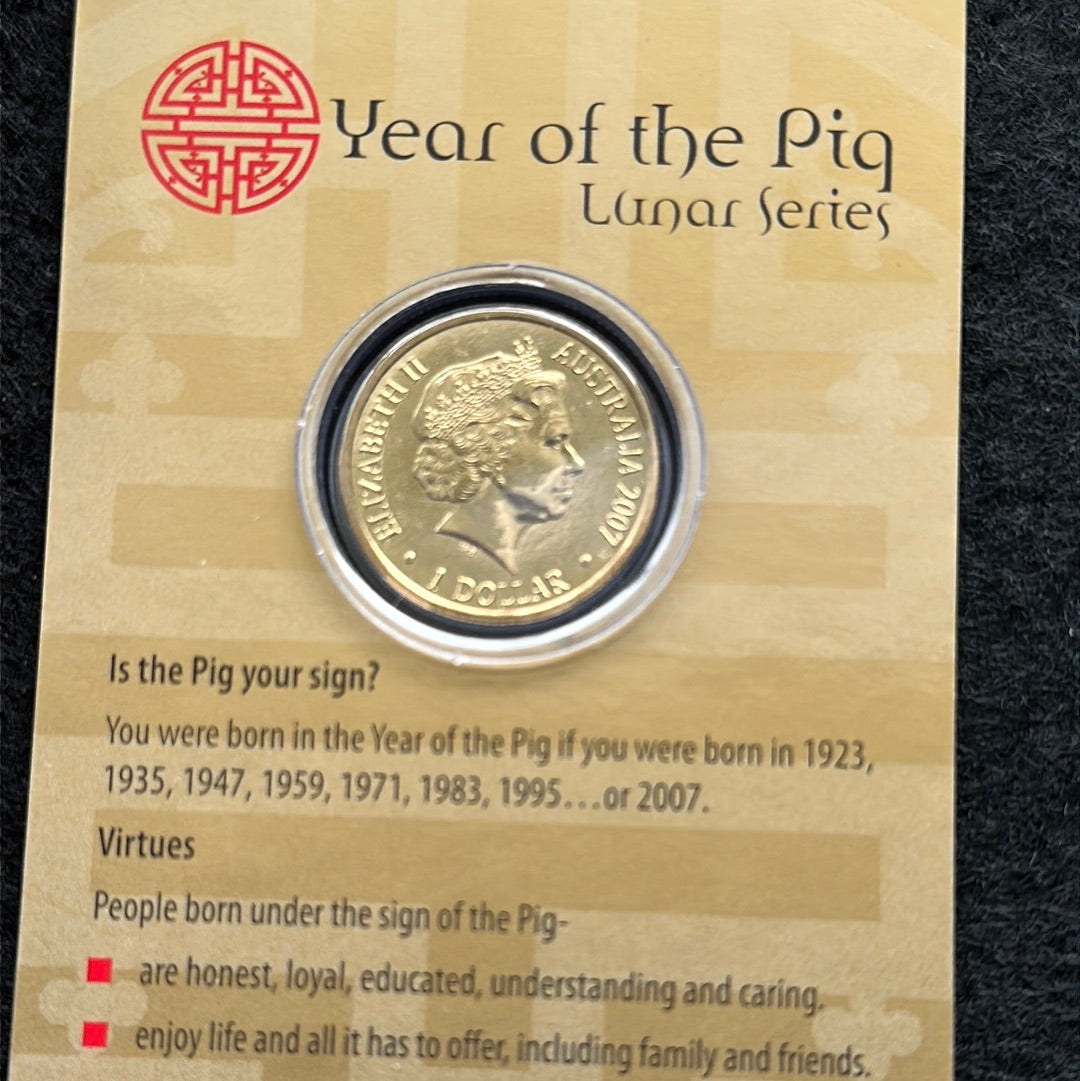 Year of the Pig
Lunar Series
ELIZABETH II
AUSTRALIA 2007
1 DOLLAR
Is the Pig your sign?
You were born in the Year of the Pig if you were born in 1923,
1935, 1947, 1959, 1971, 1983, 1995...or 2007.
Virtues
People born under the sign of the Pig-
are honest, loyal, educated, understanding and caring.
enjoy life and all it has to offer, including family and friends.